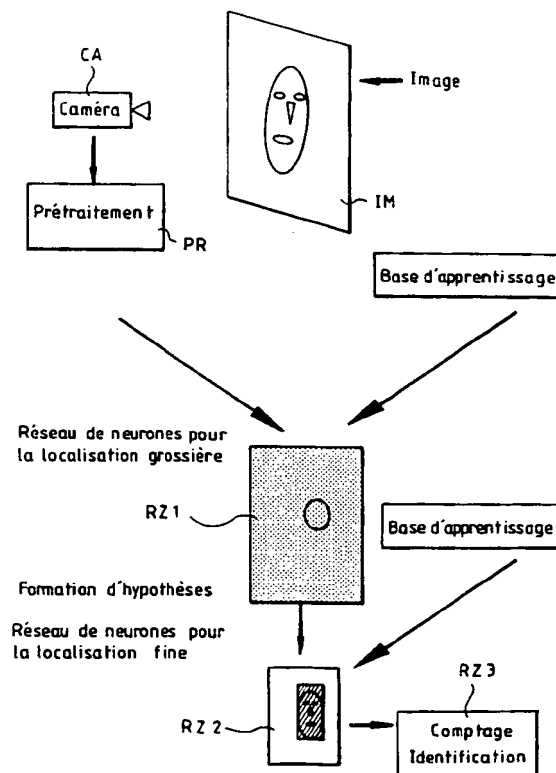 CA
Caméra
Image
IM
Prétraitement
PR
Base d'apprentissage
Réseau de neurones pour
la localisation grossière
RZ1
Base d'apprentissage
Formation d'hypothèses
Réseau de neurones pour
la localisation fine
RZ2
RZ3
Comptage
Identification